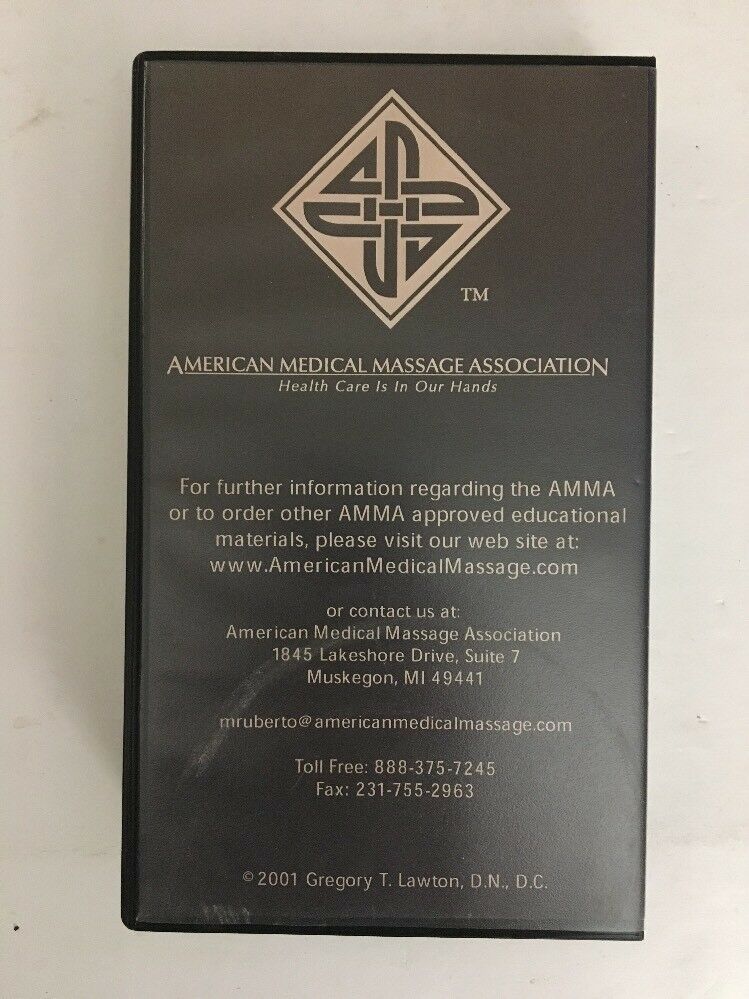 TM
AMERICAN MEDICAL MASSAGE ASSOCIATION
Health Care Is In Our Hands
For further information regarding the AMMA
or to order other AMMA approved educational
materials, please visit our web site at:
www.AmericanMedicalMassage.com
or contact us at:
American Medical Massage Association
1845 Lakeshore Drive, Suite 7
Muskegon, MI 49441
mruberto@americanmedicalmassage.com
Toll Free: 888-375-7245
Fax: 231-755-2963
©2001 Gregory T. Lawton, D.N., D.C.